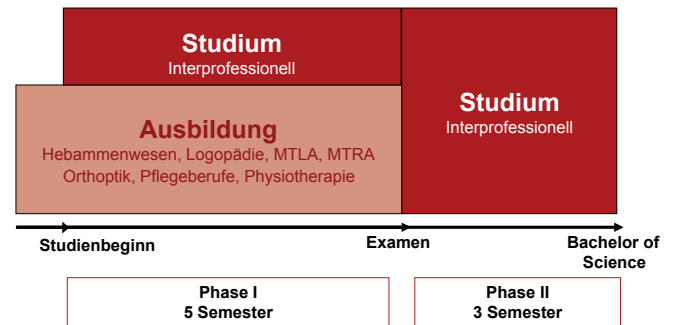 Studium
Interprofessionell
Studium
Interprofessionell
Ausbildung
Hebammenwesen, Logopädie, MTLA, MTRA
Orthoptik, Pflegeberufe, Physiotherapie
Studienbeginn
Examen
Bachelor of
Science
Phase I
5 Semester
Phase II
3 Semester